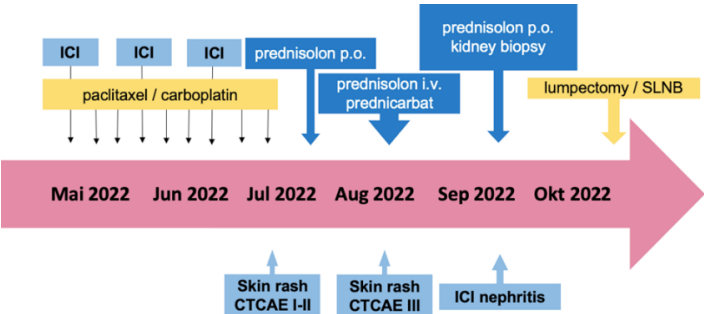 prednisolon p.o.
kidney biopsy
ICI
ICI
ICI
prednisolon p.o.
prednisolon i.v.
prednicarbat
paclitaxel / carboplatin
lumpectomy / SLNB
Mai 2022
Jun 2022
Jul 2022
Aug 2022
Sep 2022
Okt 2022
Skin rash
CTCAE I-II
Skin rash
CTCAE III
ICI nephritis